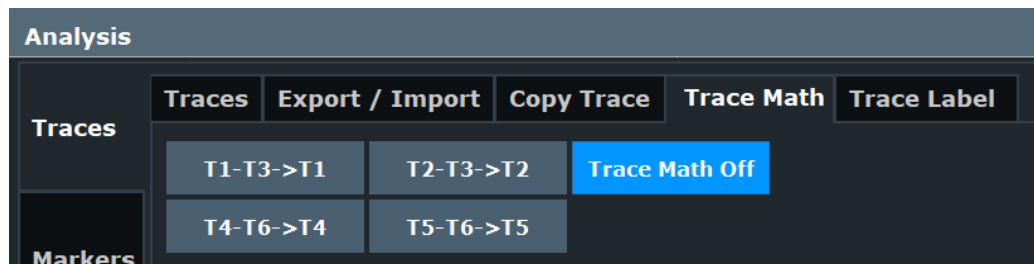 Analysis
Traces Export / Import Copy Trace Trace Math Trace Label
Traces
T1-T3->T1 T2-T3->T2 Trace Math Off
T4-T6->T4 T5-T6->T5
Markers